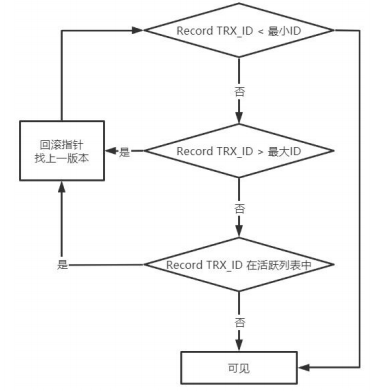 Record TRX_ID < 最小ID
否
回滚指针
找上一版本
是
Record TRX_ID > 最大ID
否
是
Record TRX_ID 在活跃列表中
否
可见